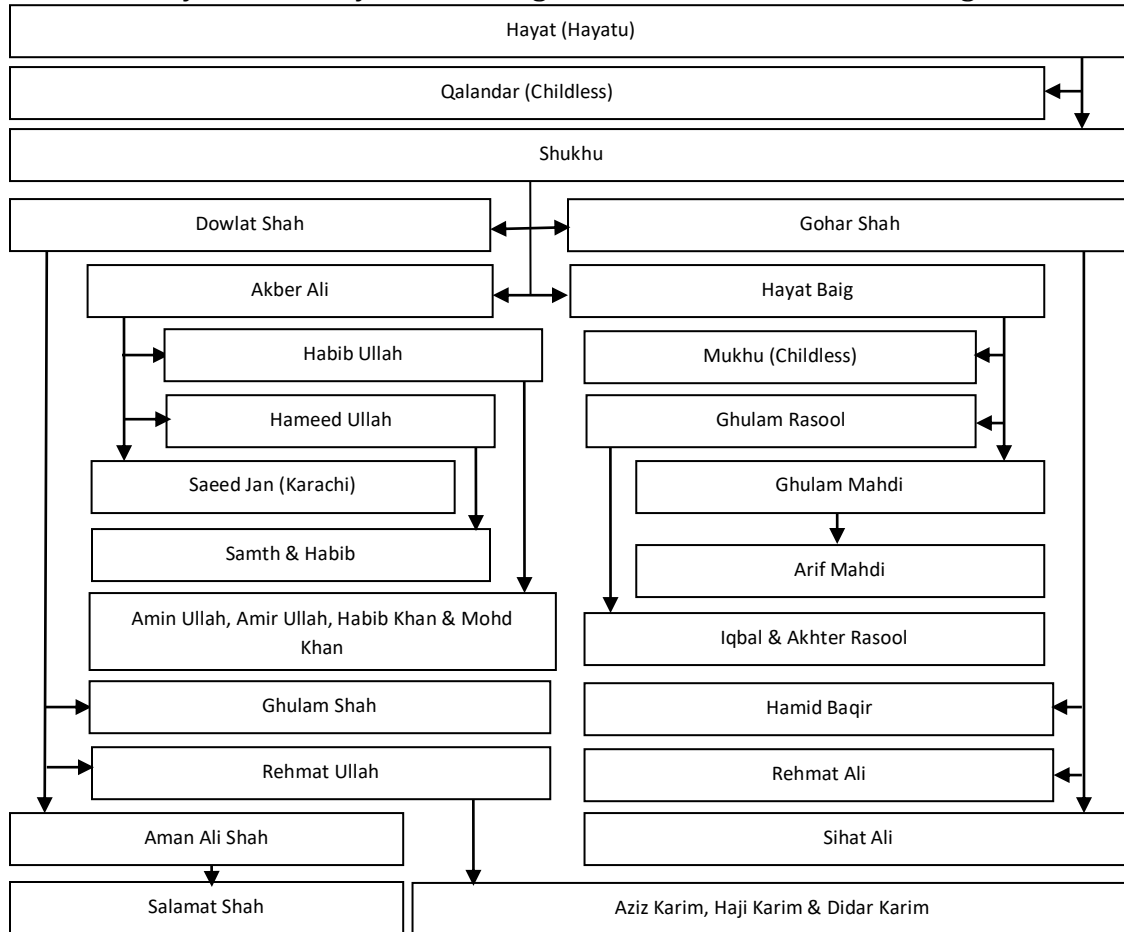 Hayat (Hayatu)
Qalandar (Childless)
Shukhu
Dowlat Shah
Gohar Shah
Akber Ali
Hayat Baig
Habib Ullah
Mukhu (Childless)
Hameed Ullah
Ghulam Rasool
Saeed Jan (Karachi)
Ghulam Mahdi
Samth & Habib
Arif Mahdi
Amin Ullah, Amir Ullah, Habib Khan & Mohd
Khan
Iqbal & Akhter Rasool
Ghulam Shah
Hamid Baqir
Rehmat Ullah
Rehmat Ali
Aman Ali Shah
Sihat Ali
Salamat Shah
Aziz Karim, Haji Karim & Didar Karim